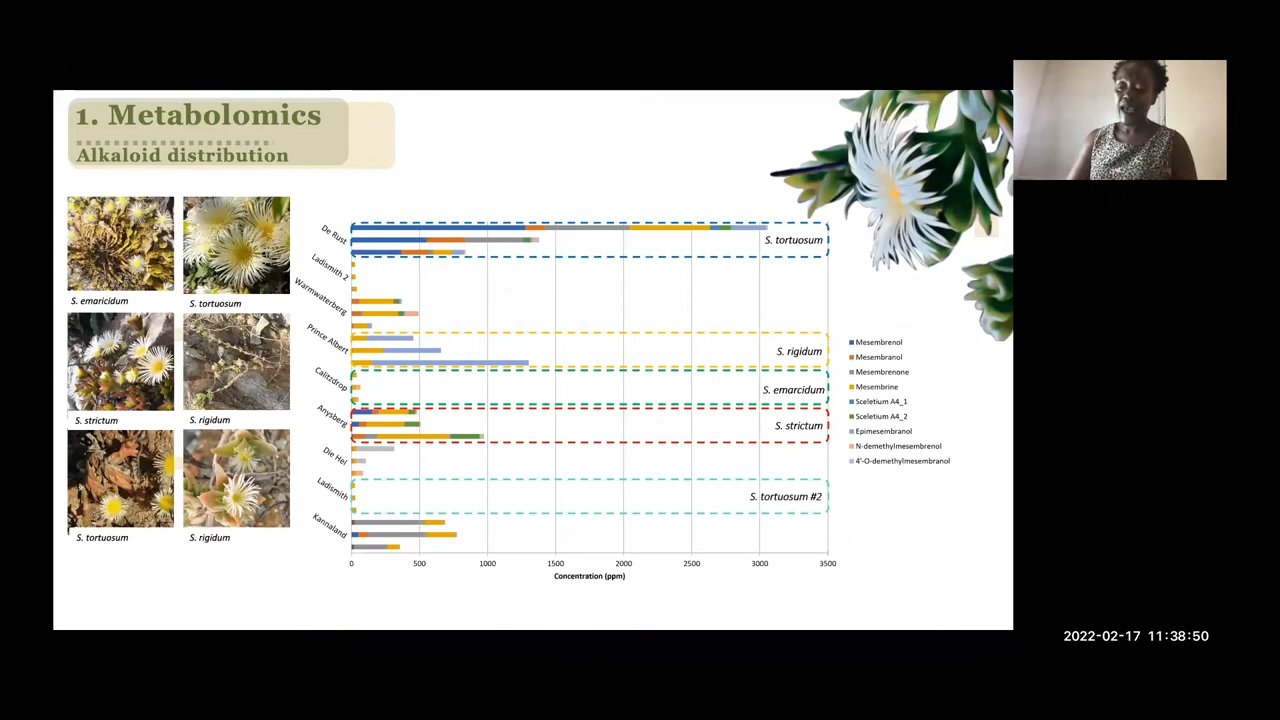 1. Metabolomics
Alkaloid distribution
S. emaricidum
S. tortuosum
S. strictum
S. rigidum
S. tortuosum
S. rigidum
De Rust
Ladismith 2
Warmwaterberg
Prince Albert
Calitzdrop
Anysberg
Die Hel
Ladismith
Kannaland
S. tortuosum
S. rigidum
S. emarcidum
S. strictum
S. tortuosum #2
0 500 1000 1500 2000 2500 3000 3500
Concentration (ppm)
Mesembrenol
Mesembranol
Mesembrenone
Mesembrine
Sceletium A4_1
Sceletium A4_2
Epimesembranol
N-demethylmesembrenol
4'-O-demethylmesembranol
2022-02-17 11:38:50